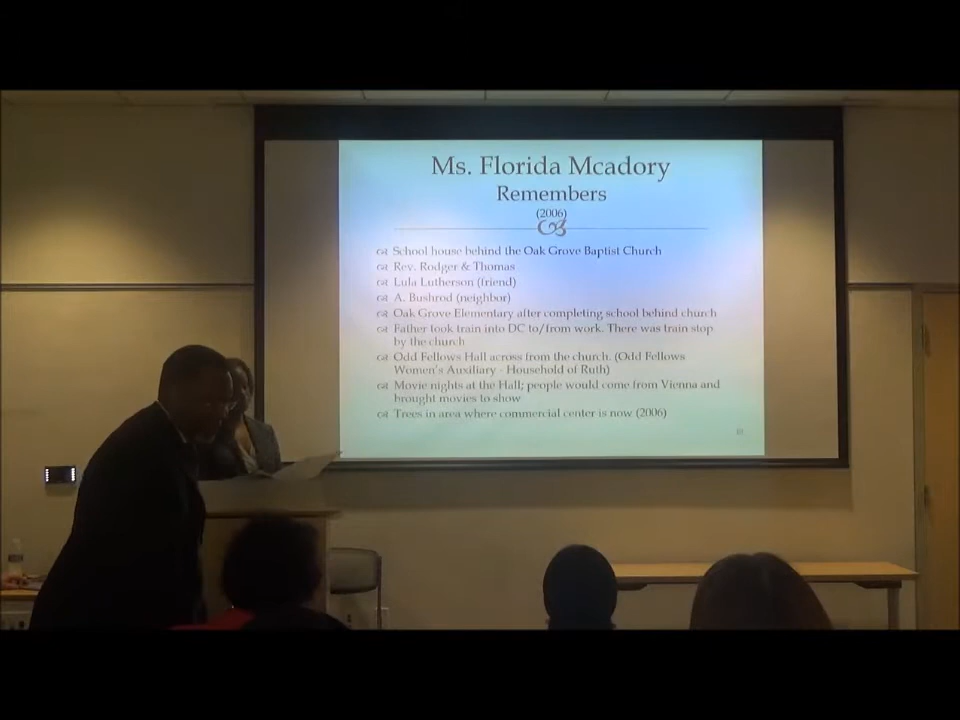 Ms. Florida Mcadory
Remembers
(2006)
School house behind the Oak Grove Baptist Church
Rev. Rodger & Thomas
Lula Lutherson (friend)
A. Bushrod (neighbor)
Oak Grove Elementary after completing school behind church
Father took train into DC to/from work. There was train stop
by the church
Odd Fellows Hall across from the church. (Odd Fellows
Women's Auxiliary - Household of Ruth)
Movie nights at the Hall; people would come from Vienna and
brought movies to show
Trees in area where commercial center is now (2006)